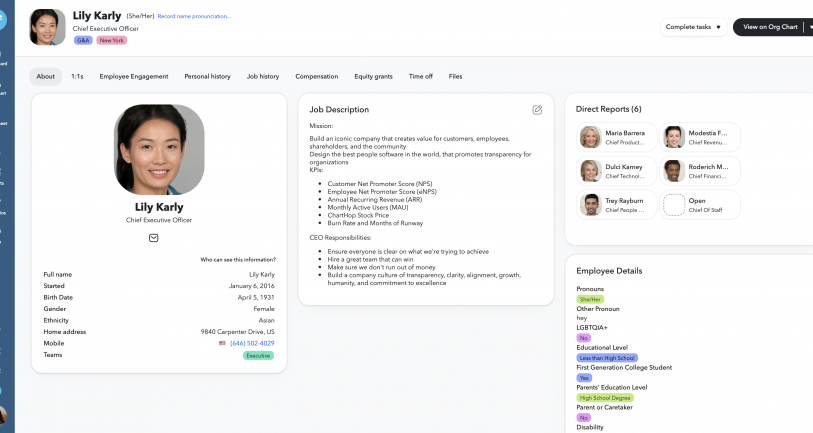 Lily Karly (She/Her) Record name pronunciation...
Chief Executive Officer
G&A New York
Complete tasks
View on Org Chart
About 1:1s Employee Engagement Personal history Job history Compensation Equity grants Time off Files
Lily Karly
Chief Executive Officer
Who can see this information?
Full name Lily Karly
Started January 6, 2016
Birth Date April 5, 1931
Gender Female
Ethnicity Asian
Home address 9840 Carpenter Drive, US
Mobile (646) 502-4029
Teams Executive
Job Description
Mission:
Build an iconic company that creates value for customers, employees,
shareholders, and the community
Design the best people software in the world, that promotes transparency for
organizations
KPIs:
Customer Net Promoter Score (NPS)
Employee Net Promoter Score (eNPS)
Annual Recurring Revenue (ARR)
Monthly Active Users (MAU)
ChartHop Stock Price
Burn Rate and Months of Runway
CEO Responsibilities:
Ensure everyone is clear on what we're trying to achieve
Hire a great team that can win
Make sure we don't run out of money
Build a company culture of transparency, clarity, alignment, growth,
humanity, and commitment to excellence
Direct Reports (6)
Maria Barrera
Chief Product...
Modestia F...
Chief Revenu...
Dulci Karney
Chief Technol...
Roderich M...
Chief Financi...
Trey Rayburn
Chief People ...
Open
Chief Of Staff
Employee Details
Pronouns
She/Her
Other Pronoun
hey
LGBTQIA+
No
Educational Level
Less than High School
First Generation College Student
Yes
Parents' Education Level
High School Degree
Parent or Caretaker
No
Disability